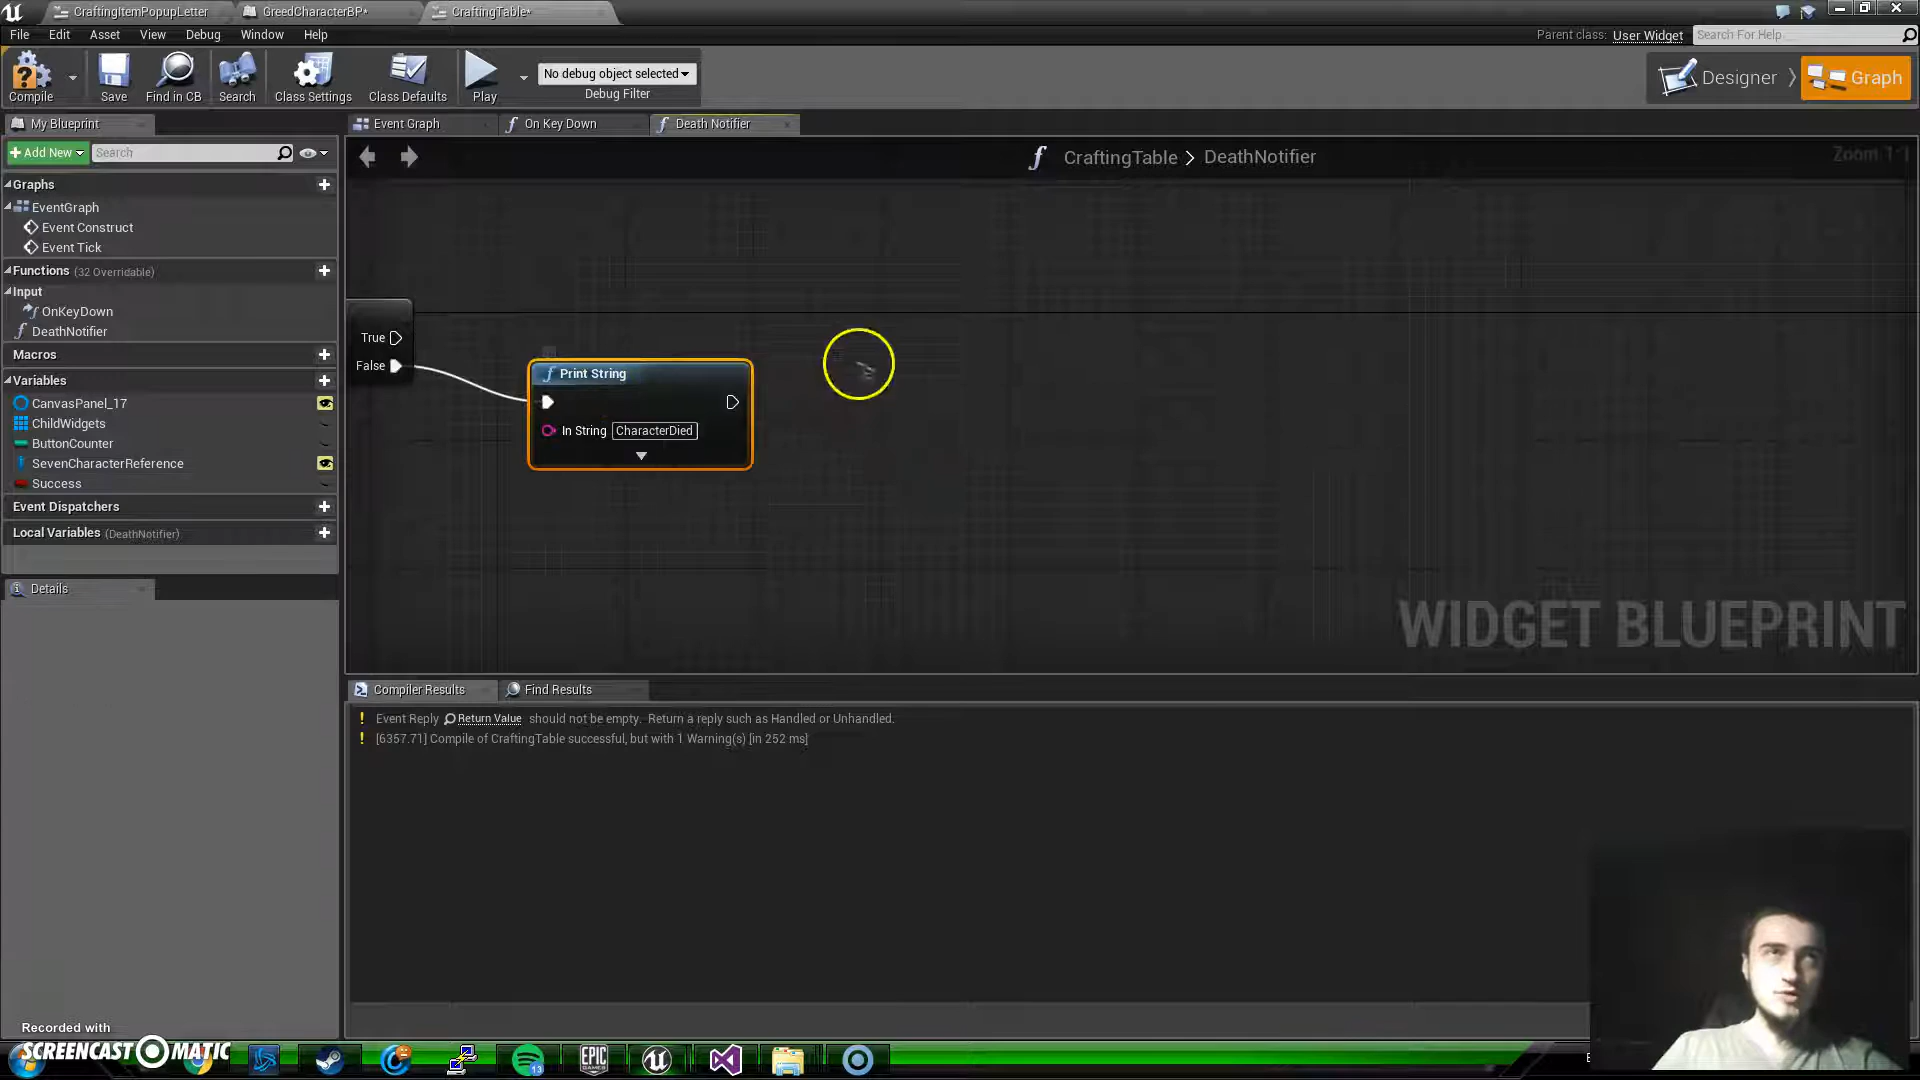 CraftingItemPopupLetter
GreedCharacterBP*
CraftingTable*
File Edit Asset View Debug Window Help
Parent class: User Widget
Search For Help
Compile
Save
Find in CB
Search
Class Settings
Class Defaults
Play
No debug object selected
Debug Filter
Designer
Graph
My Blueprint
Event Graph
On Key Down
Death Notifier
+ Add New
Search
CraftingTable > DeathNotifier
Zoom 1:1
Graphs
EventGraph
Event Construct
Event Tick
Functions (32 Overridable)
Input
OnKeyDown
DeathNotifier
Macros
Variables
CanvasPanel_17
ChildWidgets
ButtonCounter
SevenCharacterReference
Success
Event Dispatchers
Local Variables (DeathNotifier)
Details
True
False
Print String
In String CharacterDied
WIDGET BLUEPRINT
Compiler Results
Find Results
! Event Reply Return Value should not be empty. Return a reply such as Handled or Unhandled.
! [6357.71] Compile of CraftingTable successful, but with 1 Warning(s) [in 252 ms]
Recorded with
SCREENCAST MATIC
13
EPIC
GAMES